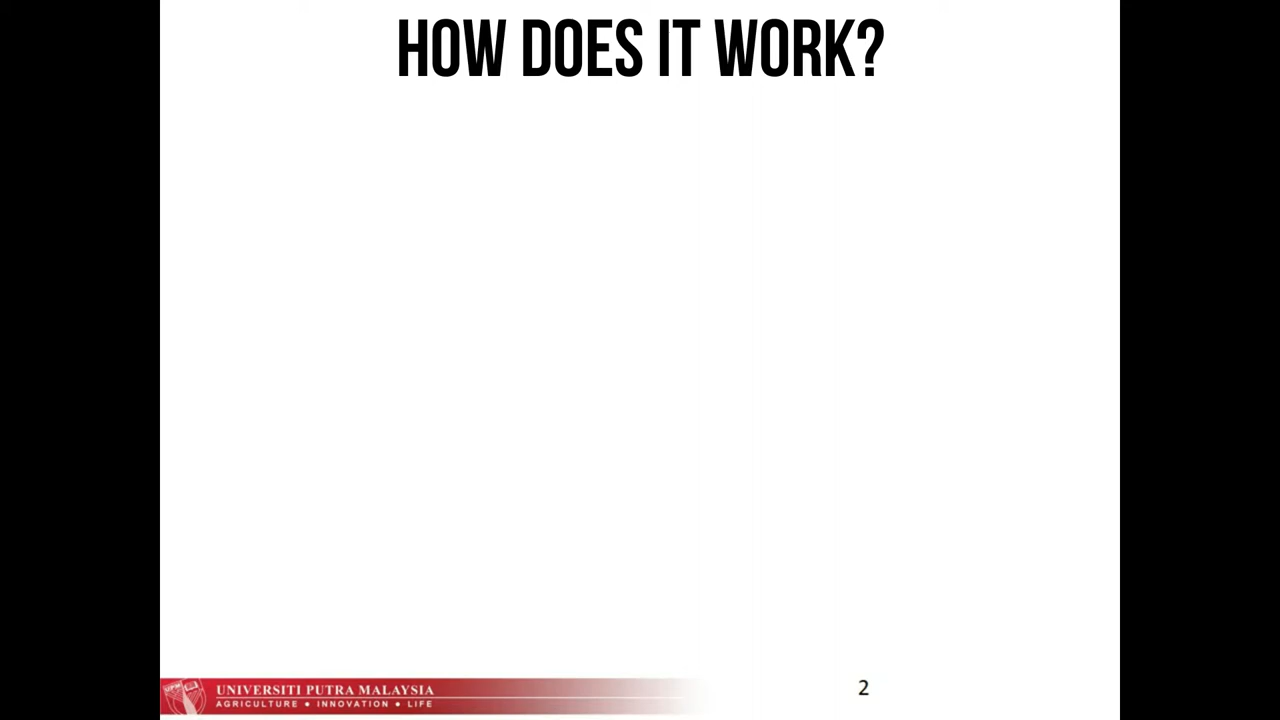 HOW DOES IT WORK?
UNIVERSITI PUTRA MALAYSIA
AGRICULTURE ● INNOVATION ● LIFE
2